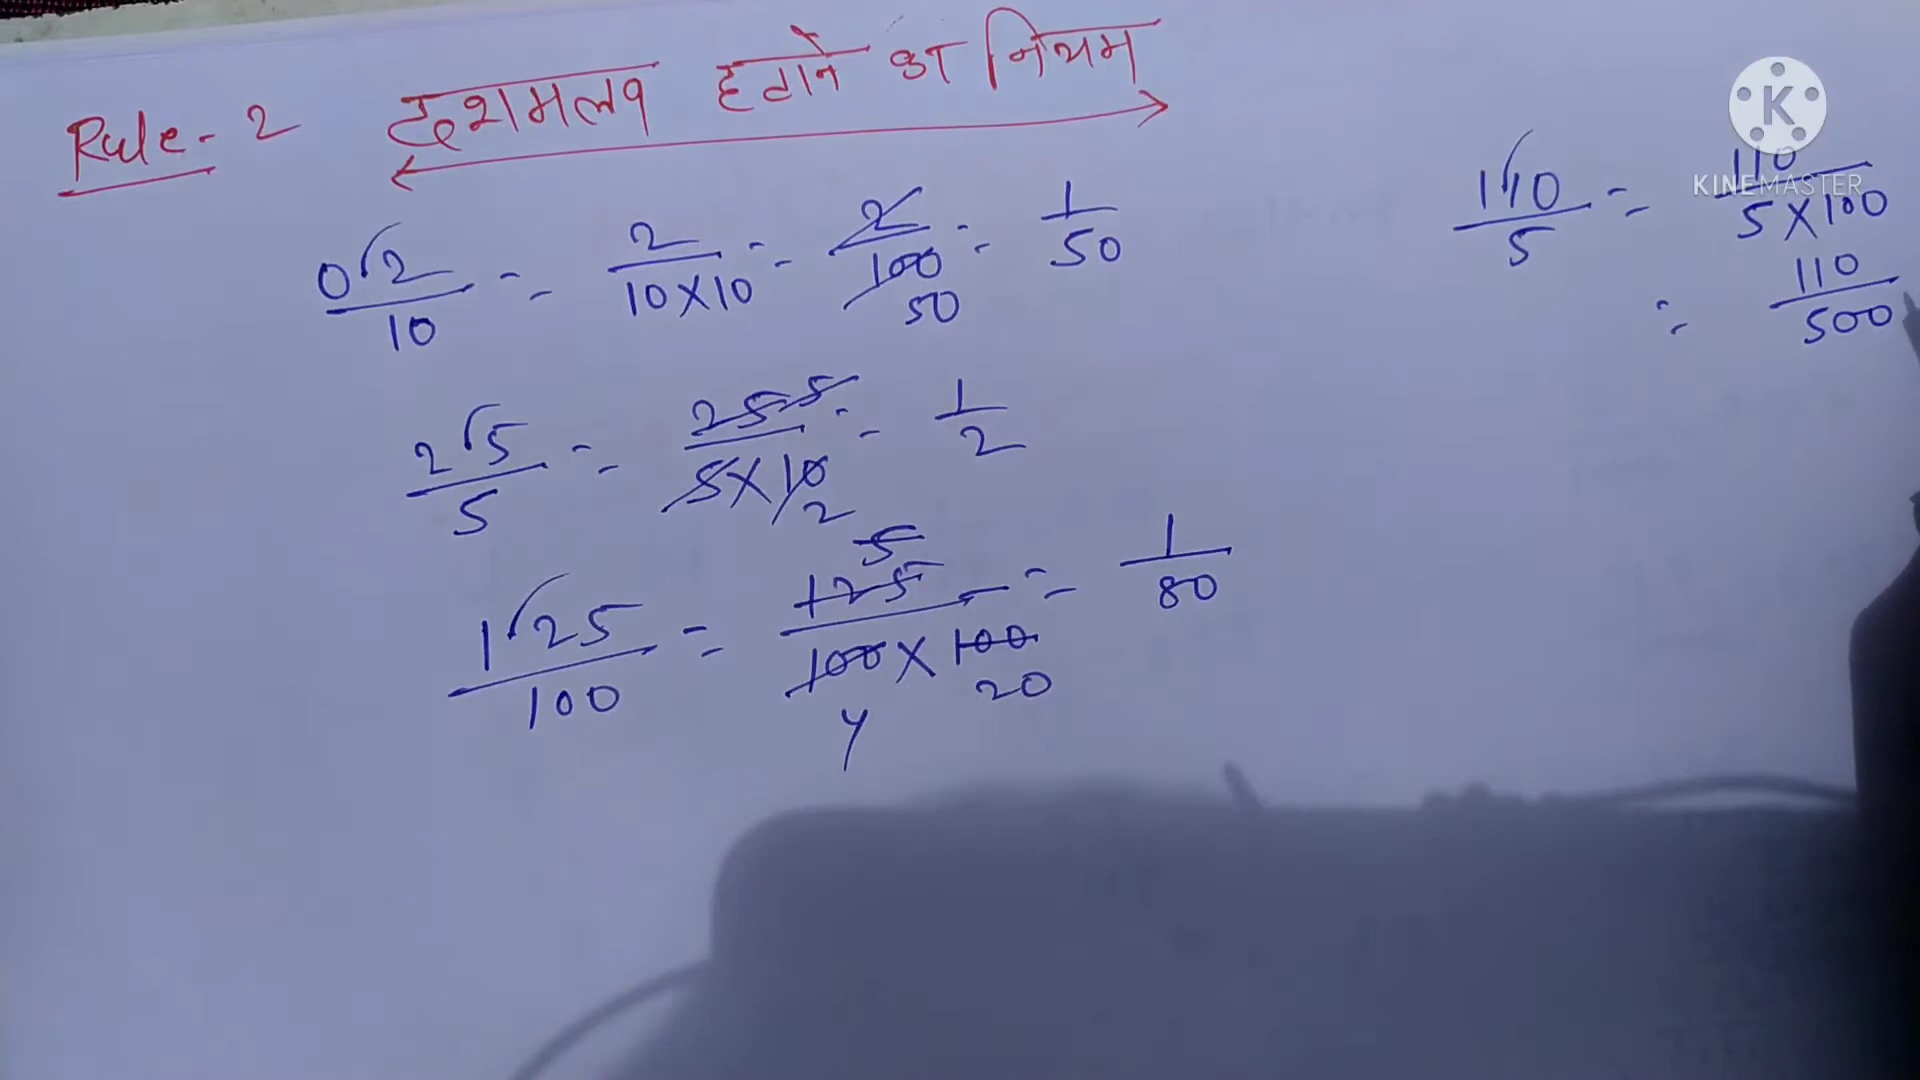 Rule-2 दशमलव हटाने का नियम
0.2/10 = 2/10×10 = 2/100 50 = 1/50
2.5/5 = 25 5/5×10 2 = 1/2
1.25/100 = 5 125/100×100 4 20 = 1/80
1.10/5 = 110/5×100
= 110/500
K
KINEMASTER